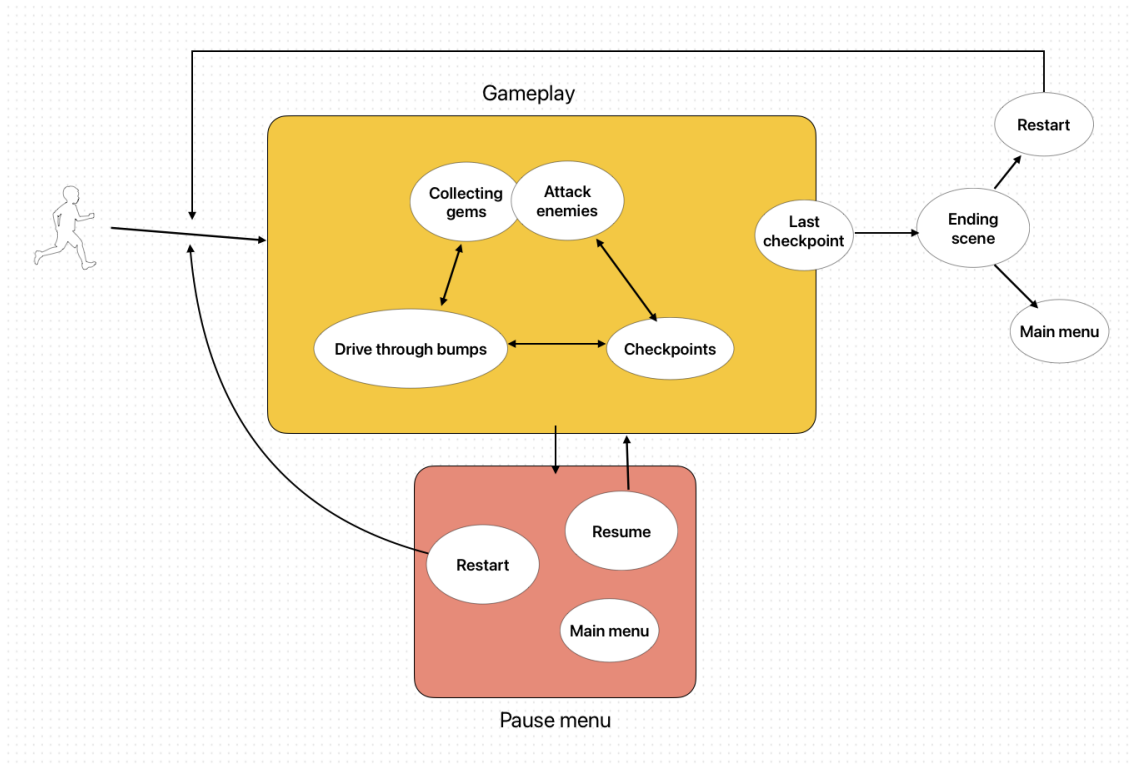 Gameplay
Restart
Collecting
gems
Attack
enemies
Last
checkpoint
Ending
scene
Main menu
Drive through bumps
Checkpoints
Resume
Restart
Main menu
Pause menu